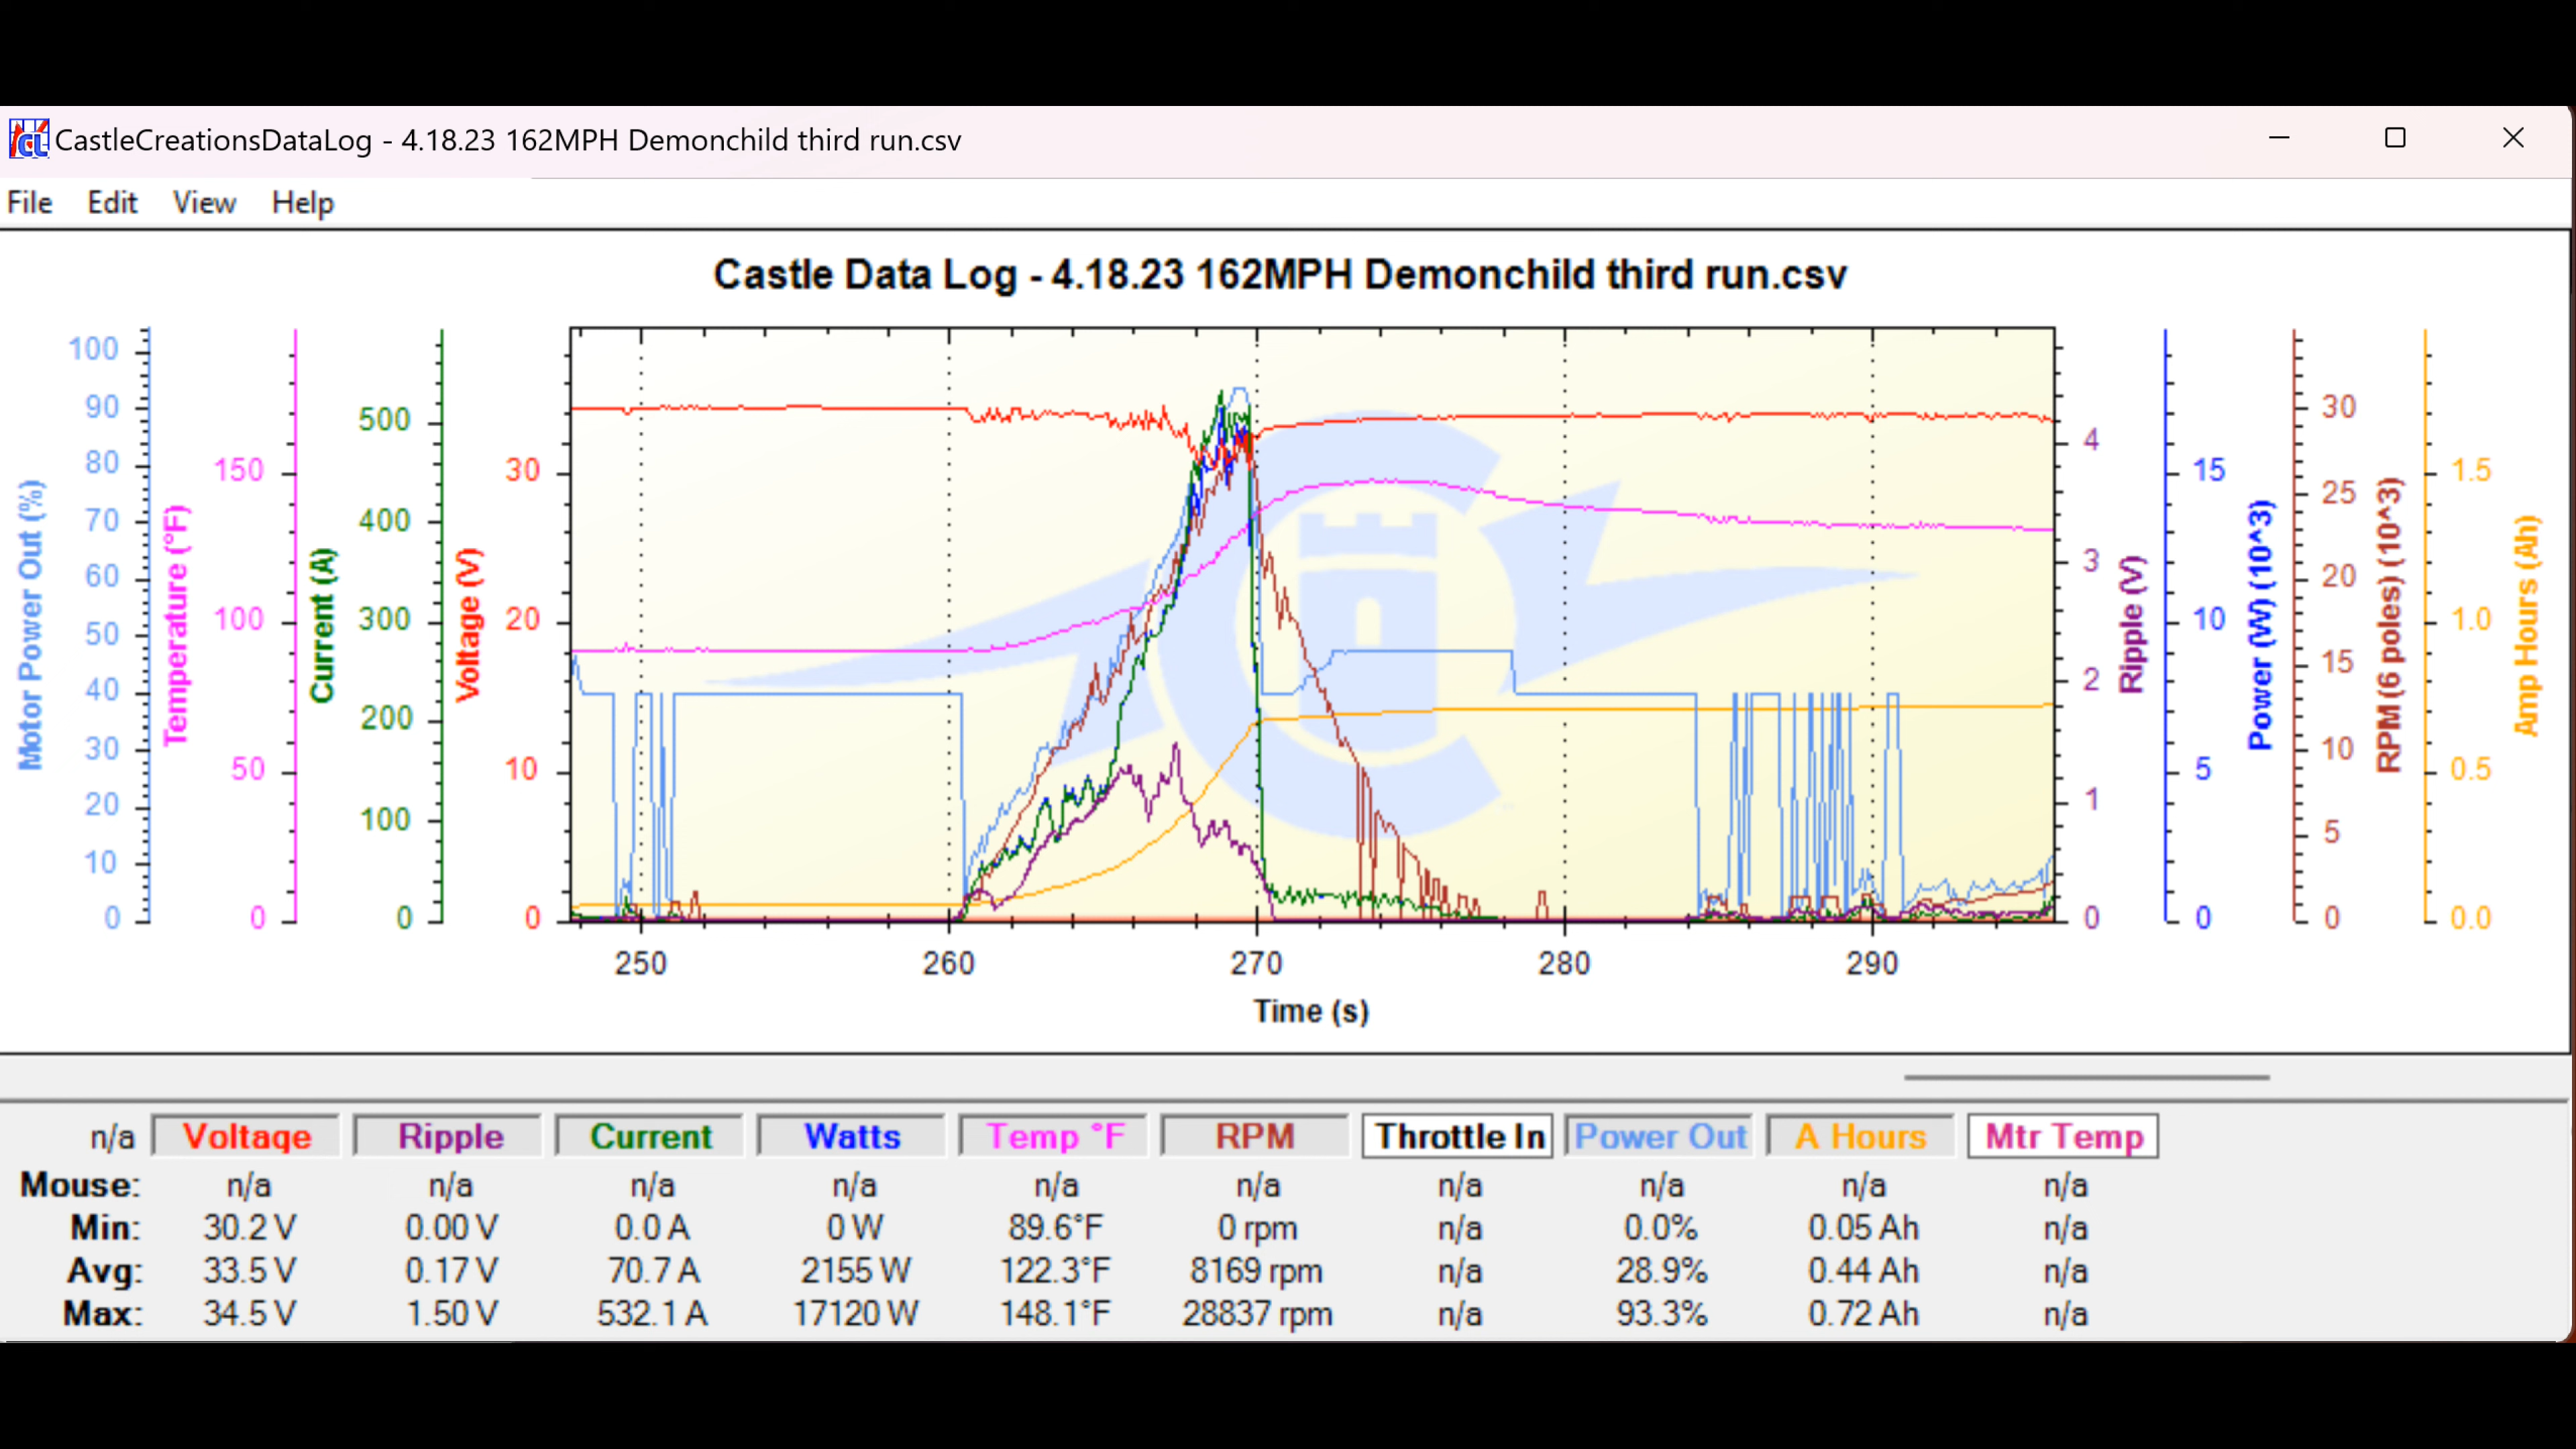 CastleCreationsDataLog - 4.18.23 162MPH Demonchild third run.csv
File Edit View Help
Castle Data Log - 4.18.23 162MPH Demonchild third run.csv
Motor Power Out (%)
100
90
80
70
60
50
40
30
20
10
0
Temperature (°F)
150
100
50
0
Current (A)
500
400
300
200
100
0
Voltage (V)
30
20
10
0
4
3
2
1
0
Ripple (V)
15
10
5
0
Power (W) (10^3)
30
25
20
15
10
5
0
RPM (6 poles) (10^3)
1.5
1.0
0.5
0.0
Amp Hours (Ah)
250 260 270 280 290
Time (s)
n/a Voltage Ripple Current Watts Temp °F RPM Throttle In Power Out A Hours Mtr Temp
Mouse: n/a n/a n/a n/a n/a n/a n/a n/a n/a n/a
Min: 30.2 V 0.00 V 0.0 A 0 W 89.6°F 0 rpm n/a 0.0% 0.05 Ah n/a
Avg: 33.5 V 0.17 V 70.7 A 2155 W 122.3°F 8169 rpm n/a 28.9% 0.44 Ah n/a
Max: 34.5 V 1.50 V 532.1 A 17120 W 148.1°F 28837 rpm n/a 93.3% 0.72 Ah n/a